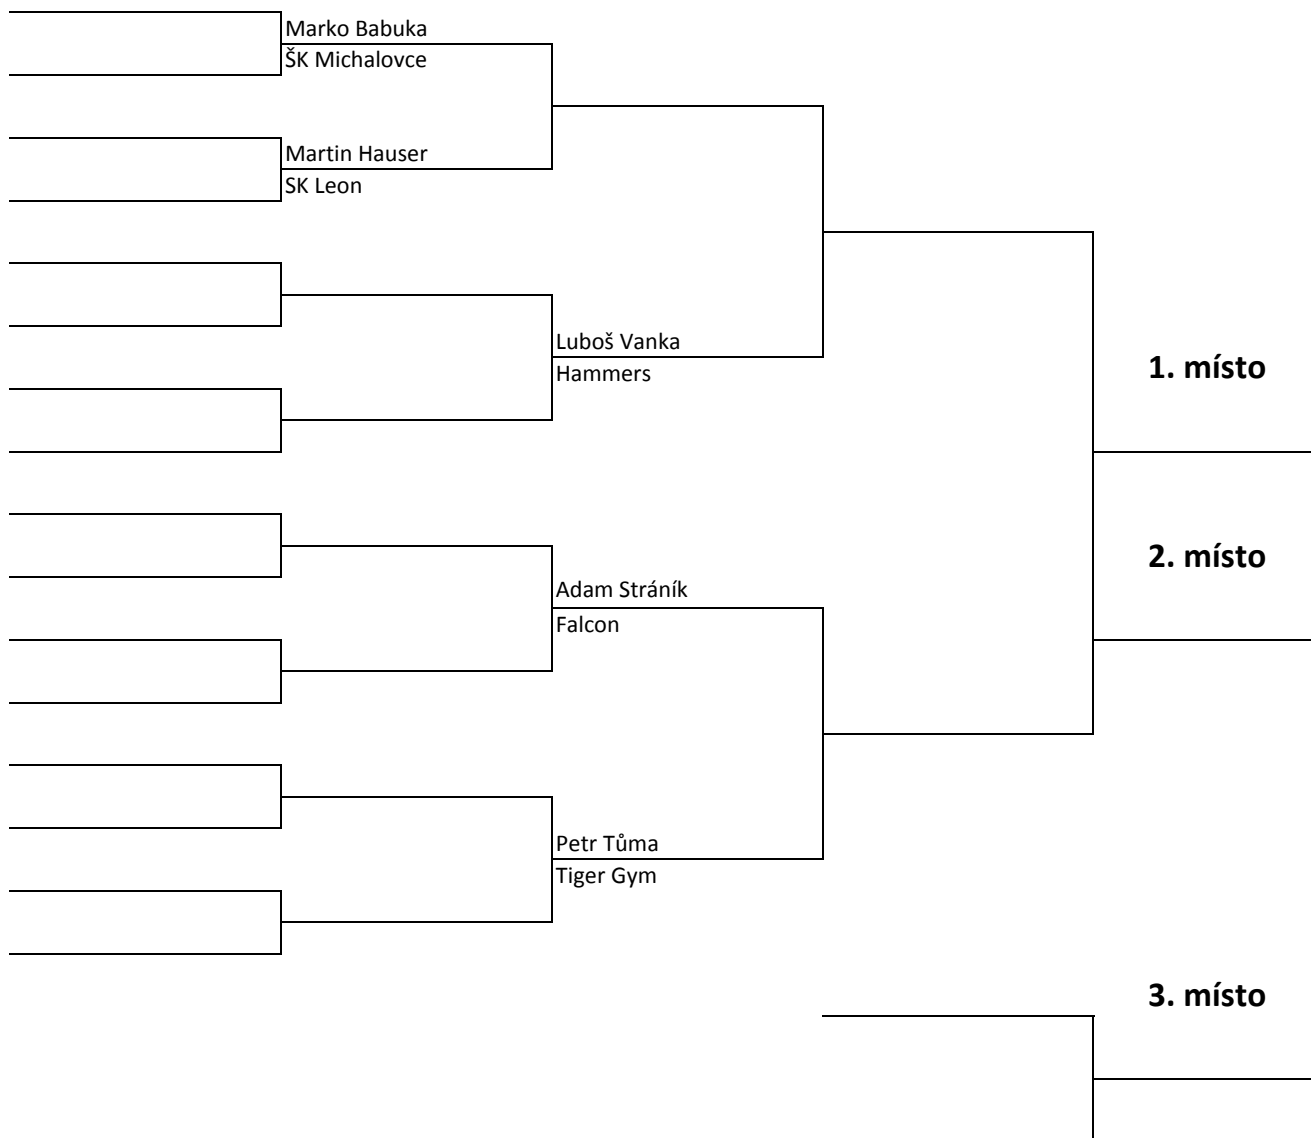 Marko Babuka
ŠK Michalovce
Martin Hauser
SK Leon
Luboš Vanka
Hammers
1. místo
2. místo
Adam Stráník
Falcon
Petr Tůma
Tiger Gym
3. místo